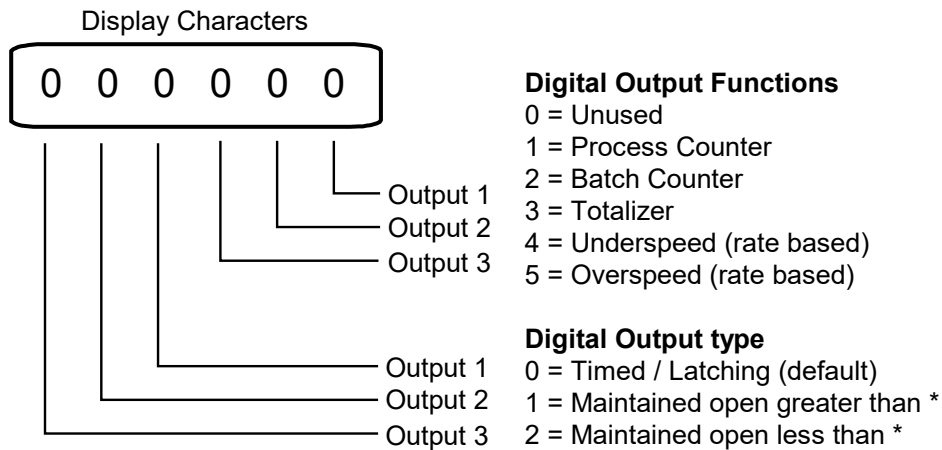 Display Characters
0 0 0 0 0 0
Output 1
Output 2
Output 3
Output 1
Output 2
Output 3
Digital Output Functions
0 = Unused
1 = Process Counter
2 = Batch Counter
3 = Totalizer
4 = Underspeed (rate based)
5 = Overspeed (rate based)
Digital Output type
0 = Timed / Latching (default)
1 = Maintained open greater than *
2 = Maintained open less than *